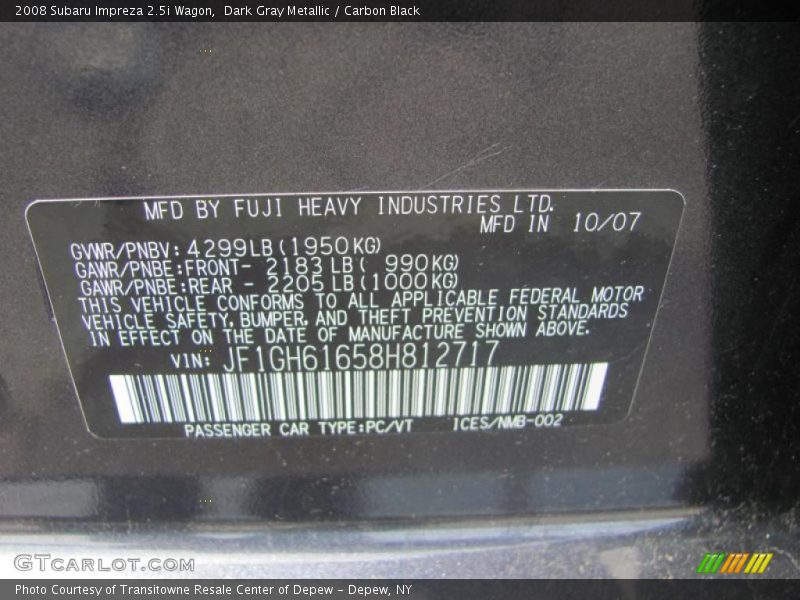 2008 Subaru Impreza 2.5i Wagon, Dark Gray Metallic / Carbon Black
MFD BY FUJI HEAVY INDUSTRIES LTD.
MFD IN 10/07
GVWR/PNBV: 4299LB(1950KG)
GAWR/PNBE:FRONT- 2183LB( 990KG)
GAWR/PNBE:REAR - 2205LB(1000KG)
THIS VEHICLE CONFORMS TO ALL APPLICABLE FEDERAL MOTOR
VEHICLE SAFETY, BUMPER, AND THEFT PREVENTION STANDARDS
IN EFFECT ON THE DATE OF MANUFACTURE SHOWN ABOVE.
VIN: JF1GH61658H812717
PASSENGER CAR TYPE:PC/VT ICES/NMB-002
GTCARLOT.COM
Photo Courtesy of Transitowne Resale Center of Depew – Depew, NY